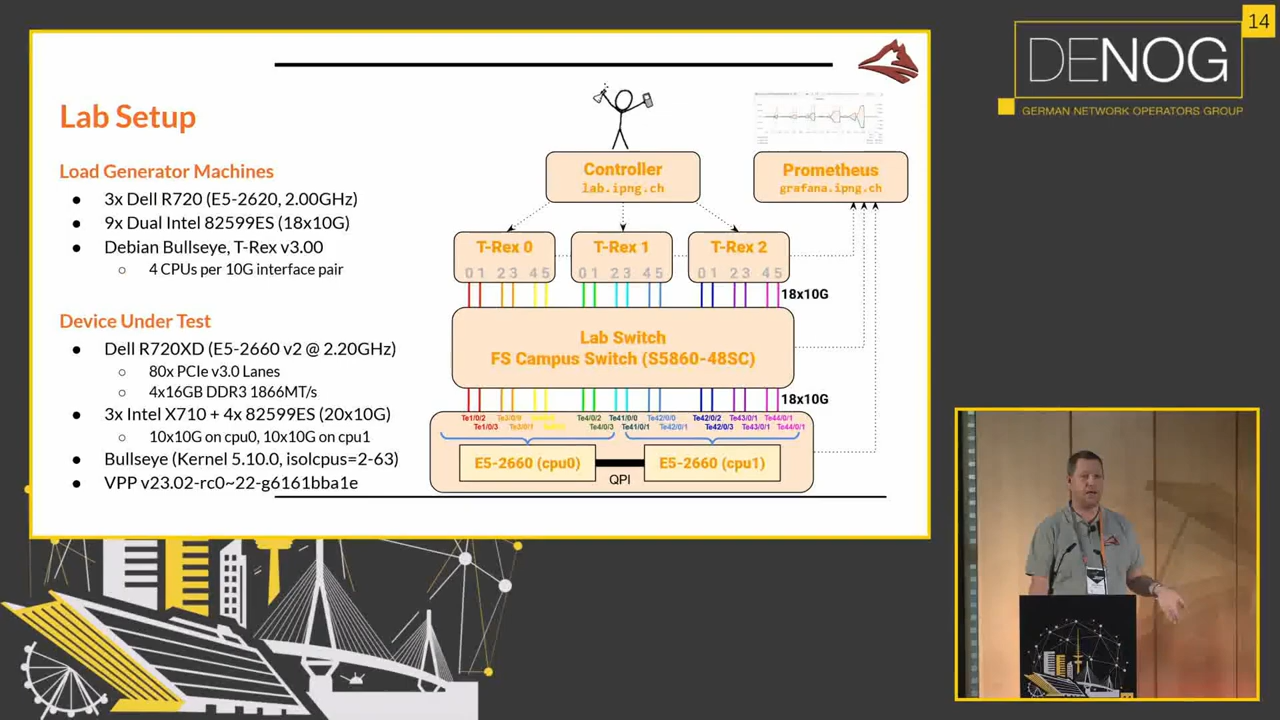 14
DENOG
GERMAN NETWORK OPERATORS GROUP
Lab Setup
Load Generator Machines
3x Dell R720 (E5-2620, 2.00GHz)
9x Dual Intel 82599ES (18x10G)
Debian Bullseye, T-Rex v3.00
4 CPUs per 10G interface pair
Device Under Test
Dell R720XD (E5-2660 v2 @ 2.20GHz)
80x PCIe v3.0 Lanes
4x16GB DDR3 1866MT/s
3x Intel X710 + 4x 82599ES (20x10G)
10x10G on cpu0, 10x10G on cpu1
Bullseye (Kernel 5.10.0, isolcpus=2-63)
VPP v23.02-rc0~22-g6161bba1e
Controller
lab.ipng.ch
Prometheus
grafana.ipng.ch
T-Rex 0
0 1 2 3 4 5
T-Rex 1
0 1 2 3 4 5
T-Rex 2
0 1 2 3 4 5
18x10G
Lab Switch
FS Campus Switch (S5860-48SC)
18x10G
Te1/0/2 Te3/0/0 Te4/0/2 Te41/0/0 Te42/0/0 Te42/0/2 Te43/0/1 Te44/0/1
Te1/0/3 Te3/0/1 Te4/0/3 Te41/0/1 Te42/0/1 Te42/0/3 Te43/0/1 Te44/0/1
E5-2660 (cpu0)
E5-2660 (cpu1)
QPI